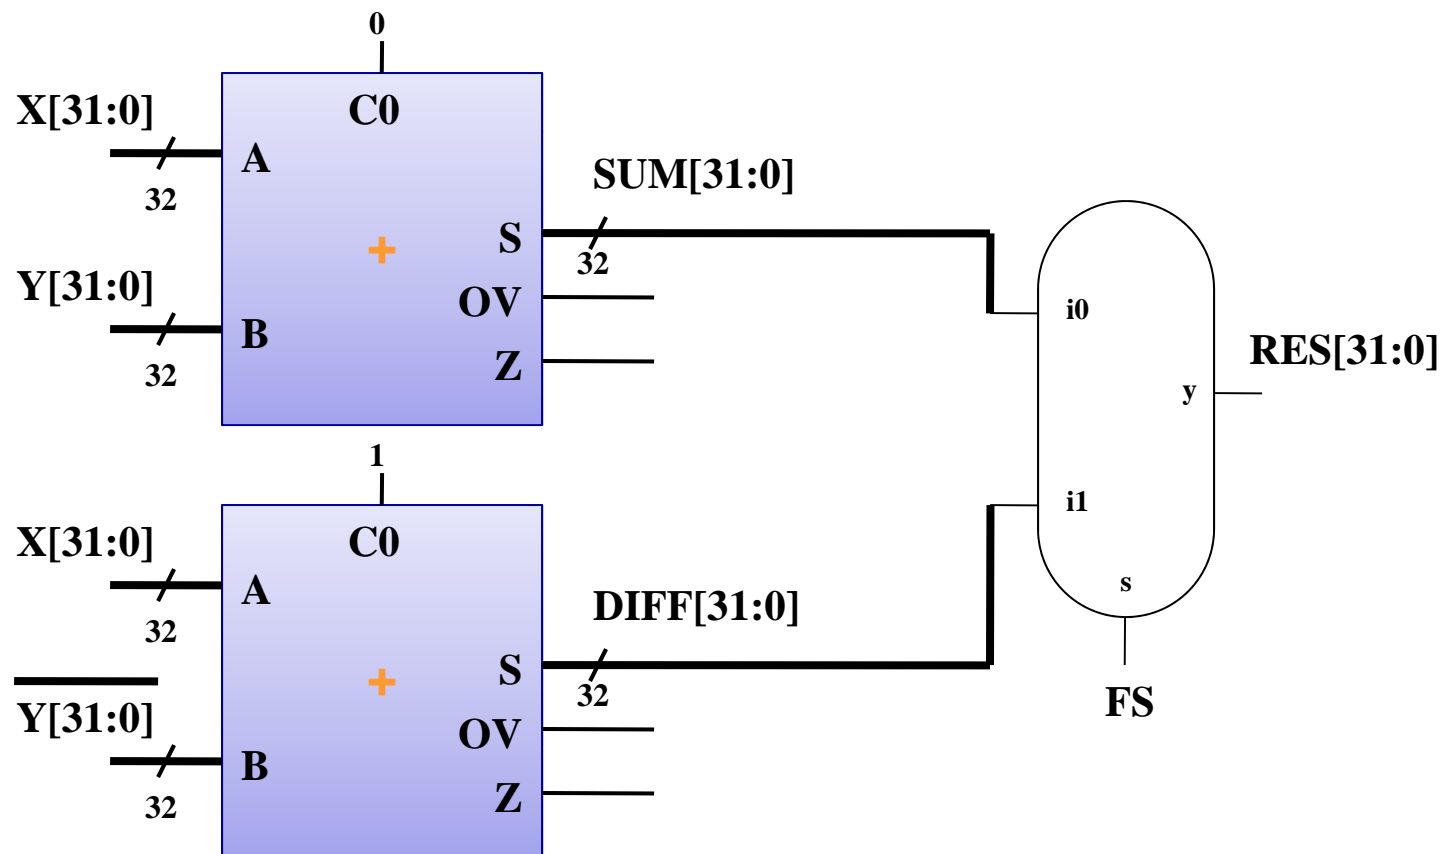 0
C0
X[31:0]
A
32
SUM[31:0]
+
S
32
Y[31:0]
B
32
OV
Z
i0
RES[31:0]
y
i1
s
FS
1
C0
X[31:0]
A
32
DIFF[31:0]
+
S
32
Y[31:0]
B
32
OV
Z